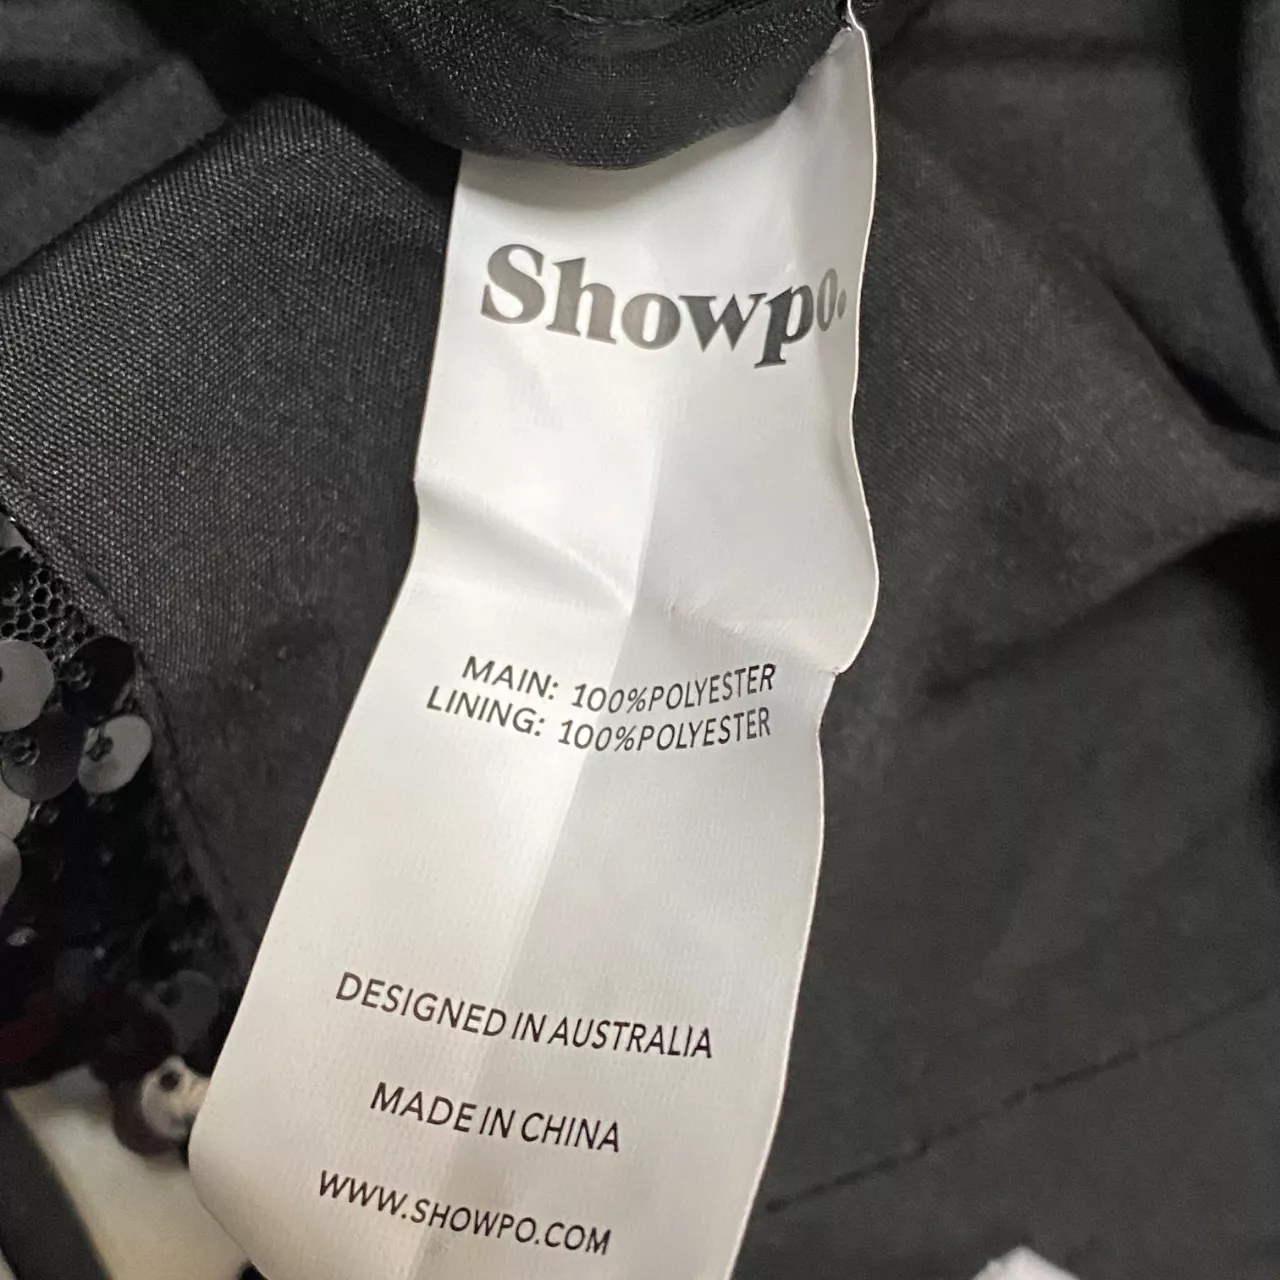 Showpo.
MAIN: 100%POLYESTER
LINING: 100%POLYESTER
DESIGNED IN AUSTRALIA
MADE IN CHINA
WWW.SHOWPO.COM